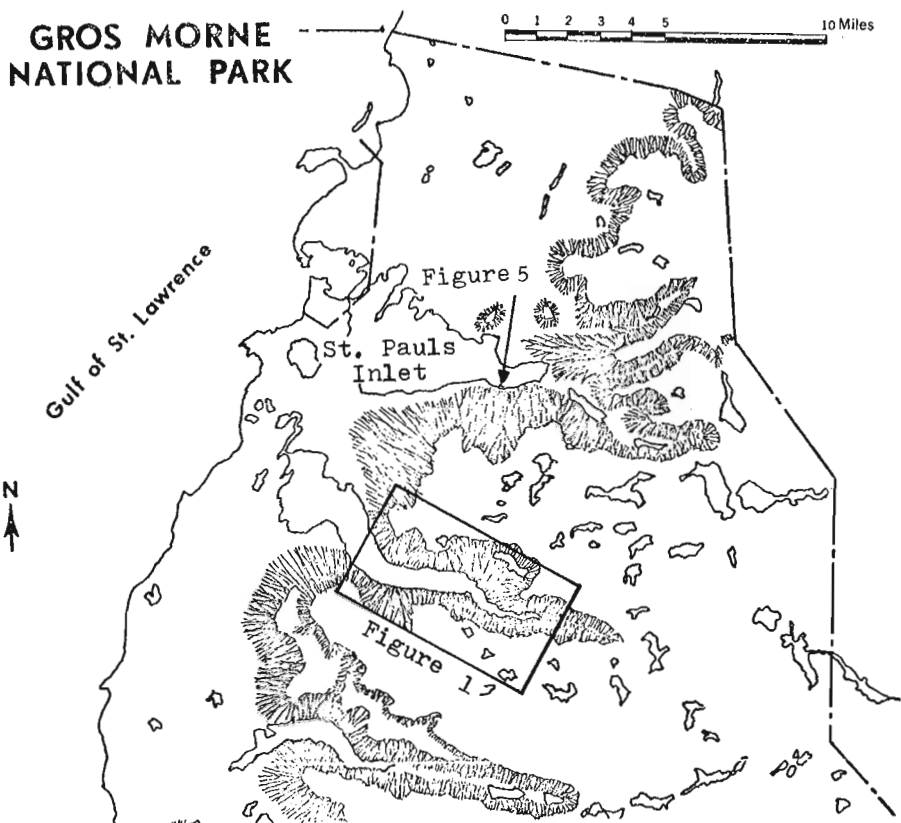 GROS MORNE
NATIONAL PARK
0 1 2 3 4 5 10 Miles
Gulf of St. Lawrence
Figure 5
St. Pauls
Inlet
N
Figure